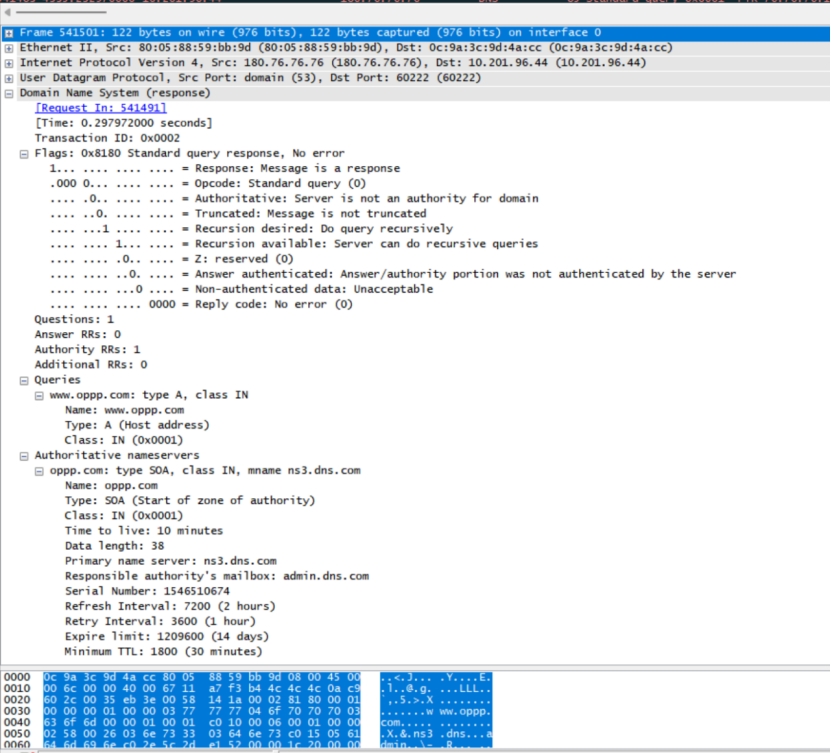 Frame 541501: 122 bytes on wire (976 bits), 122 bytes captured (976 bits) on interface 0
Ethernet II, Src: 80:05:88:59:bb:9d (80:05:88:59:bb:9d), Dst: 0c:9a:3c:9d:4a:cc (0c:9a:3c:9d:4a:cc)
Internet Protocol Version 4, Src: 180.76.76.76 (180.76.76.76), Dst: 10.201.96.44 (10.201.96.44)
User Datagram Protocol, Src Port: domain (53), Dst Port: 60222 (60222)
Domain Name System (response)
[Request In: 541491]
[Time: 0.297972000 seconds]
Transaction ID: 0x0002
Flags: 0x8180 Standard query response, No error
1... .... .... .... = Response: Message is a response
.000 0... .... .... = Opcode: Standard query (0)
.... .0.. .... .... = Authoritative: Server is not an authority for domain
.... ..0. .... .... = Truncated: Message is not truncated
.... ...1 .... .... = Recursion desired: Do query recursively
.... .... 1... .... = Recursion available: Server can do recursive queries
.... .... .0.. .... = Z: reserved (0)
.... .... ..0. .... = Answer authenticated: Answer/authority portion was not authenticated by the server
.... .... ...0 .... = Non-authenticated data: Unacceptable
.... .... .... 0000 = Reply code: No error (0)
Questions: 1
Answer RRs: 0
Authority RRs: 1
Additional RRs: 0
Queries
www.oppp.com: type A, class IN
Name: www.oppp.com
Type: A (Host address)
Class: IN (0x0001)
Authoritative nameservers
oppp.com: type SOA, class IN, mname ns3.dns.com
Name: oppp.com
Type: SOA (Start of zone of authority)
Class: IN (0x0001)
Time to live: 10 minutes
Data length: 38
Primary name server: ns3.dns.com
Responsible authority's mailbox: admin.dns.com
Serial Number: 1546510674
Refresh Interval: 7200 (2 hours)
Retry Interval: 3600 (1 hour)
Expire limit: 1209600 (14 days)
Minimum TTL: 1800 (30 minutes)
0000 0c 9a 3c 9d 4a cc 80 05 88 59 bb 9d 08 00 45 00 ..<.J... .Y....E.
0010 00 6c 00 00 40 00 67 11 a7 f3 b4 4c 4c 4c 0a c9 .l..@.g. ...LLL..
0020 60 2c 00 35 eb 3e 00 58 14 1a 00 02 81 80 00 01 `,.5.>.X ........
0030 00 00 00 01 00 00 03 77 77 77 04 6f 70 70 70 03 .......w ww.oppp.
0040 63 6f 6d 00 00 01 00 01 c0 10 00 06 00 01 00 00 com..... ........
0050 02 58 00 26 03 6e 73 33 03 64 6e 73 c0 15 05 61 .X.&.ns3 .dns...a
0060 64 6d 69 6e c0 2e 5c 2d e1 52 00 00 1c 20 00 00 dmin..\- .R... ..